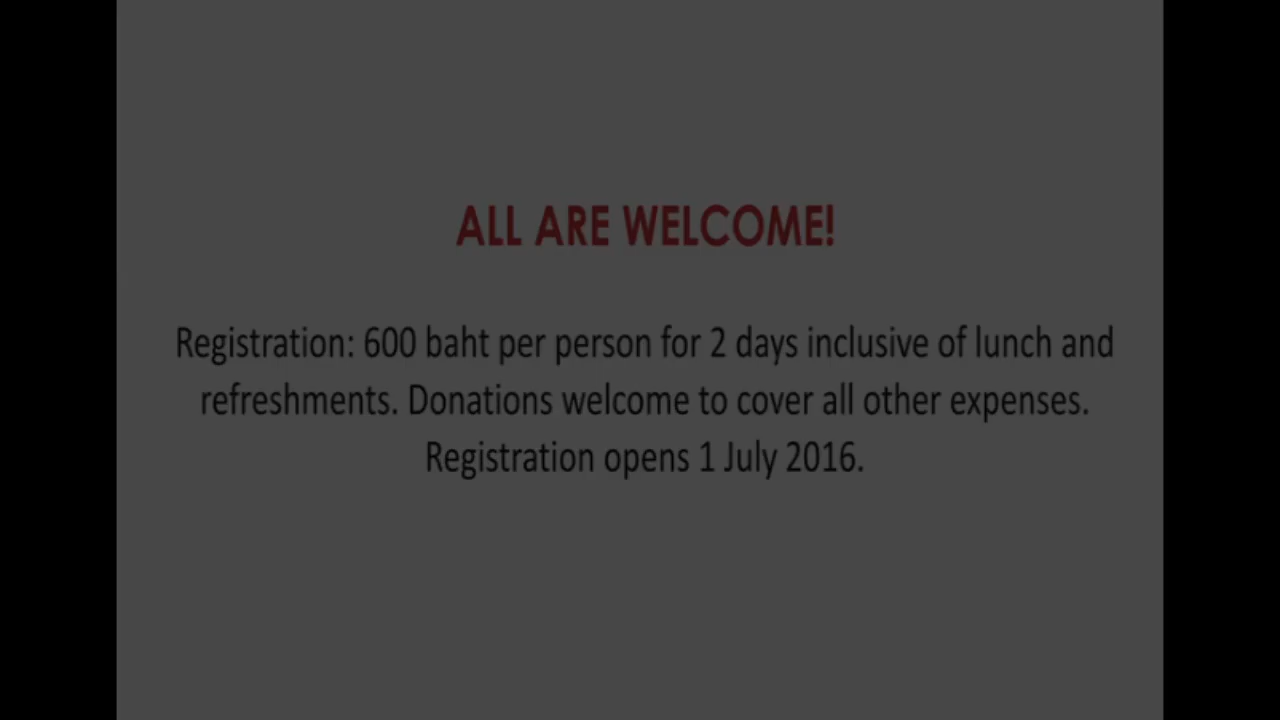 ALL ARE WELCOME!
Registration: 600 baht per person for 2 days inclusive of lunch and
refreshments. Donations welcome to cover all other expenses.
Registration opens 1 July 2016.